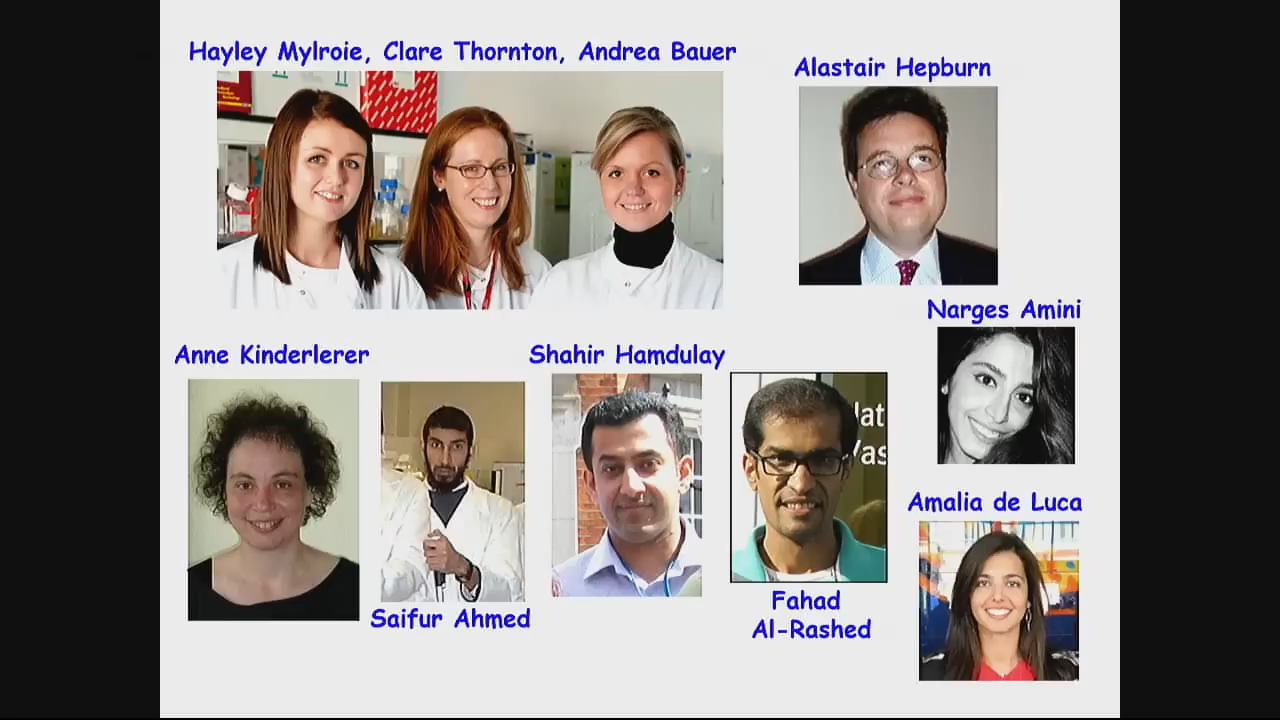 Hayley Mylroie, Clare Thornton, Andrea Bauer
Alastair Hepburn
Narges Amini
Anne Kinderlerer
Shahir Hamdulay
Amalia de Luca
Saifur Ahmed
Fahad
Al-Rashed